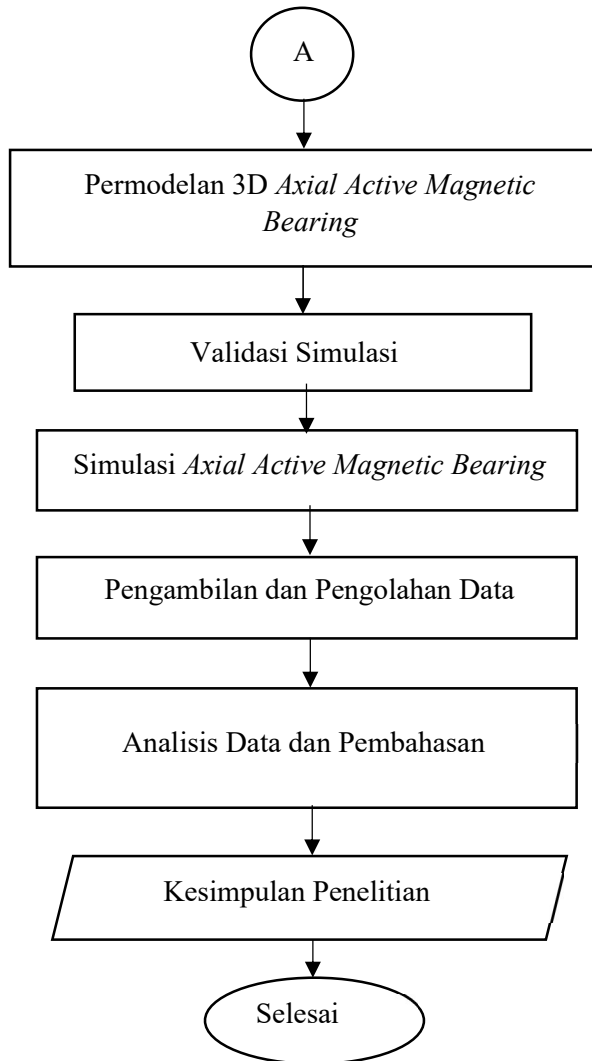 A
Permodelan 3D Axial Active Magnetic
Bearing
Validasi Simulasi
Simulasi Axial Active Magnetic Bearing
Pengambilan dan Pengolahan Data
Analisis Data dan Pembahasan
Kesimpulan Penelitian
Selesai